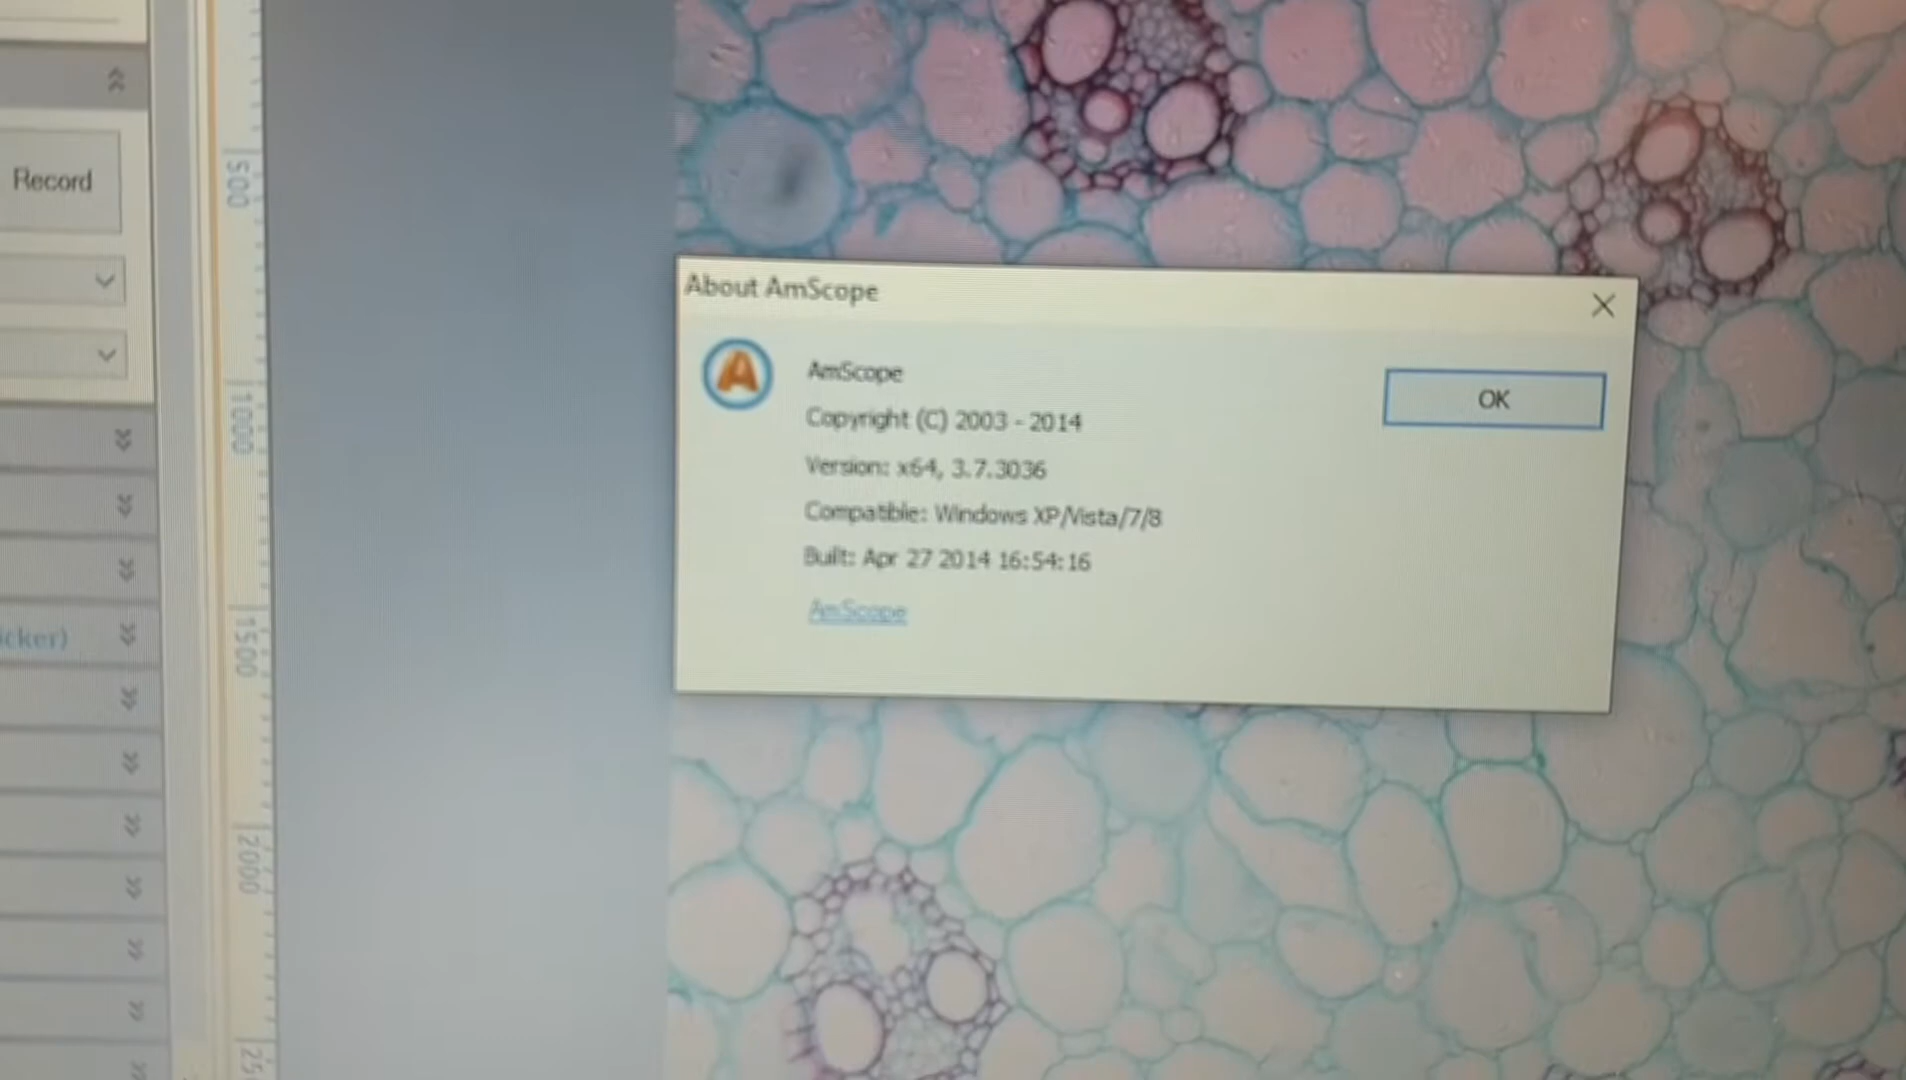 Record
500
1000
1500
2000
About AmScope
AmScope
Copyright (C) 2003 - 2014
Version: x64, 3.7.3036
Compatible: Windows XP/Vista/7/8
Built: Apr 27 2014 16:54:16
AmScope
OK
icker)
25